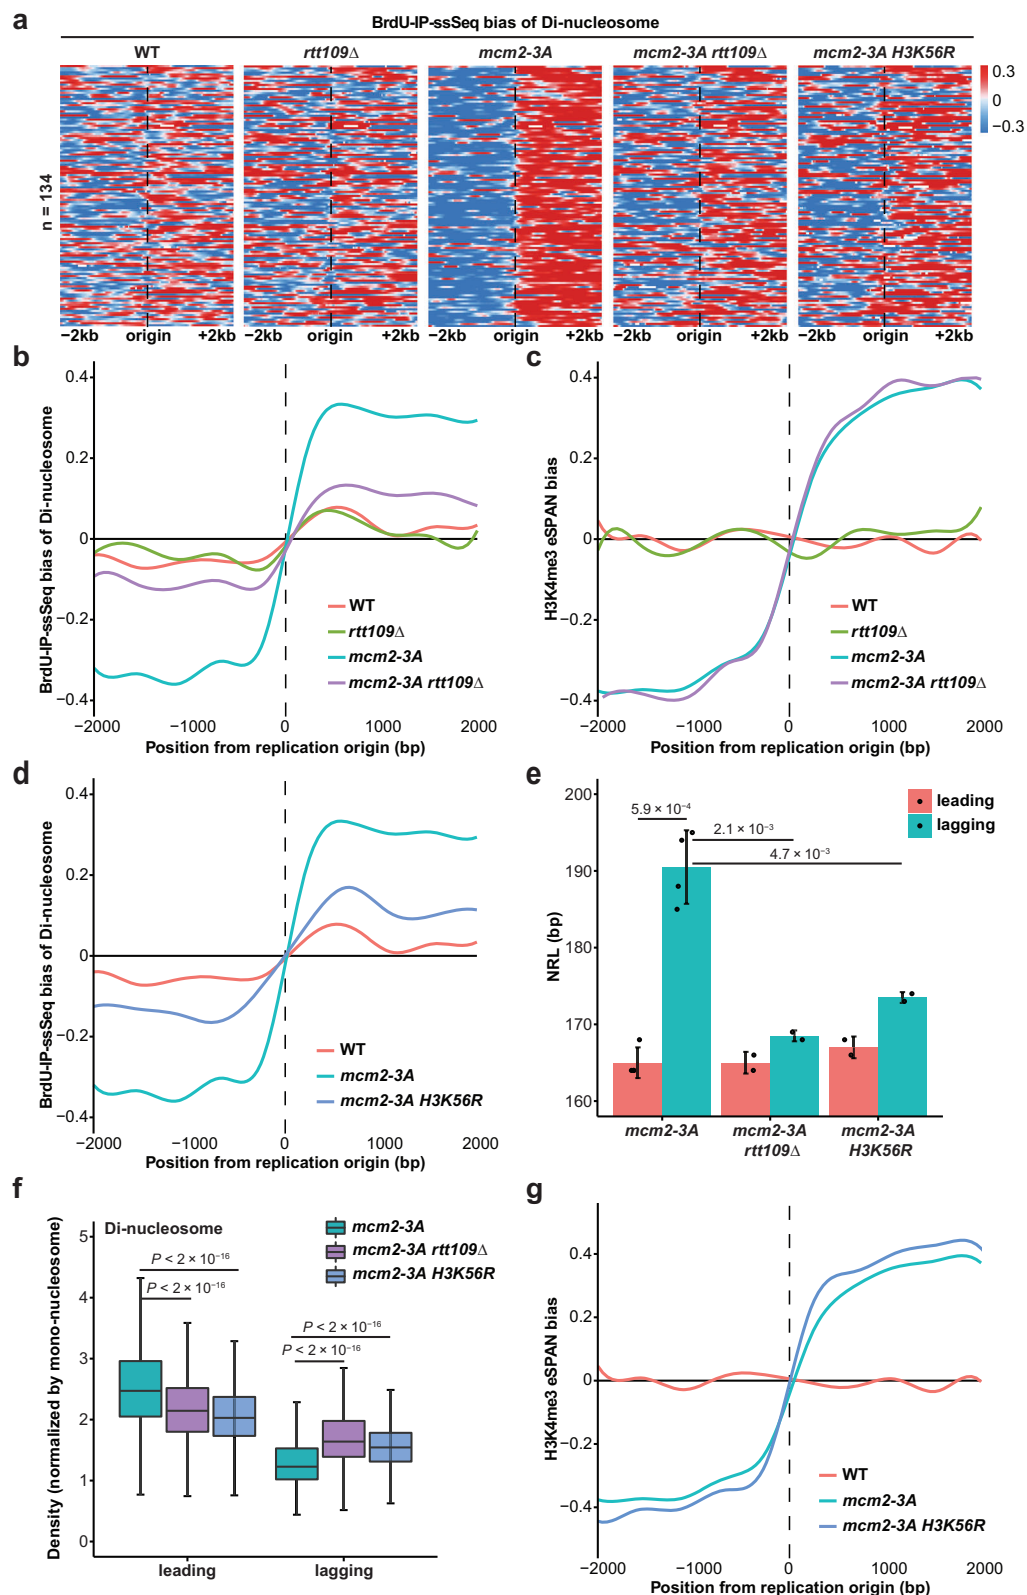 a
BrdU-IP-ssSeq bias of Di-nucleosome
WT rtt109Δ mcm2-3A mcm2-3A rtt109Δ mcm2-3A H3K56R
n = 134
0.3
0
−0.3
−2kb origin +2kb −2kb origin +2kb −2kb origin +2kb −2kb origin +2kb −2kb origin +2kb
b
BrdU-IP-ssSeq bias of Di-nucleosome
0.4
0.2
0
−0.2
−0.4
WT
rtt109Δ
mcm2-3A
mcm2-3A rtt109Δ
−2000 −1000 0 1000 2000
Position from replication origin (bp)
c
H3K4me3 eSPAN bias
0.4
0.2
0
−0.2
−0.4
WT
rtt109Δ
mcm2-3A
mcm2-3A rtt109Δ
−2000 −1000 0 1000 2000
Position from replication origin (bp)
d
BrdU-IP-ssSeq bias of Di-nucleosome
0.4
0.2
0
−0.2
−0.4
WT
mcm2-3A
mcm2-3A H3K56R
−2000 −1000 0 1000 2000
Position from replication origin (bp)
e
NRL (bp)
200
190
180
170
160
leading
lagging
5.9 × 10⁻⁴
2.1 × 10⁻³
4.7 × 10⁻³
mcm2-3A mcm2-3A mcm2-3A
rtt109Δ H3K56R
f
Density (normalized by mono-nucleosome)
Di-nucleosome
5
4
3
2
1
0
mcm2-3A
mcm2-3A rtt109Δ
mcm2-3A H3K56R
P < 2 × 10⁻¹⁶
P < 2 × 10⁻¹⁶
P < 2 × 10⁻¹⁶
P < 2 × 10⁻¹⁶
leading lagging
g
H3K4me3 eSPAN bias
0.4
0.2
0
−0.2
−0.4
WT
mcm2-3A
mcm2-3A H3K56R
−2000 −1000 0 1000 2000
Position from replication origin (bp)